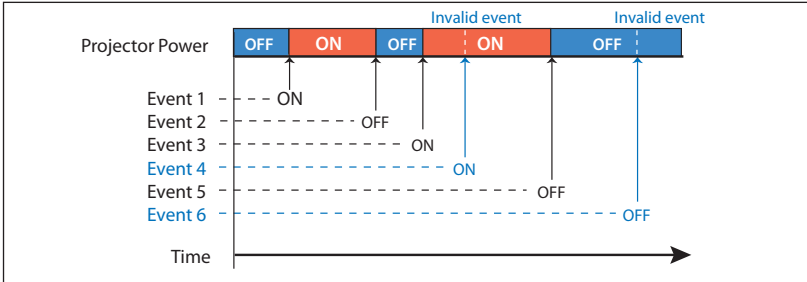 Invalid event Invalid event
Projector Power OFF ON OFF ON OFF
Event 1 ON
Event 2 OFF
Event 3 ON
Event 4 ON
Event 5 OFF
Event 6 OFF
Time